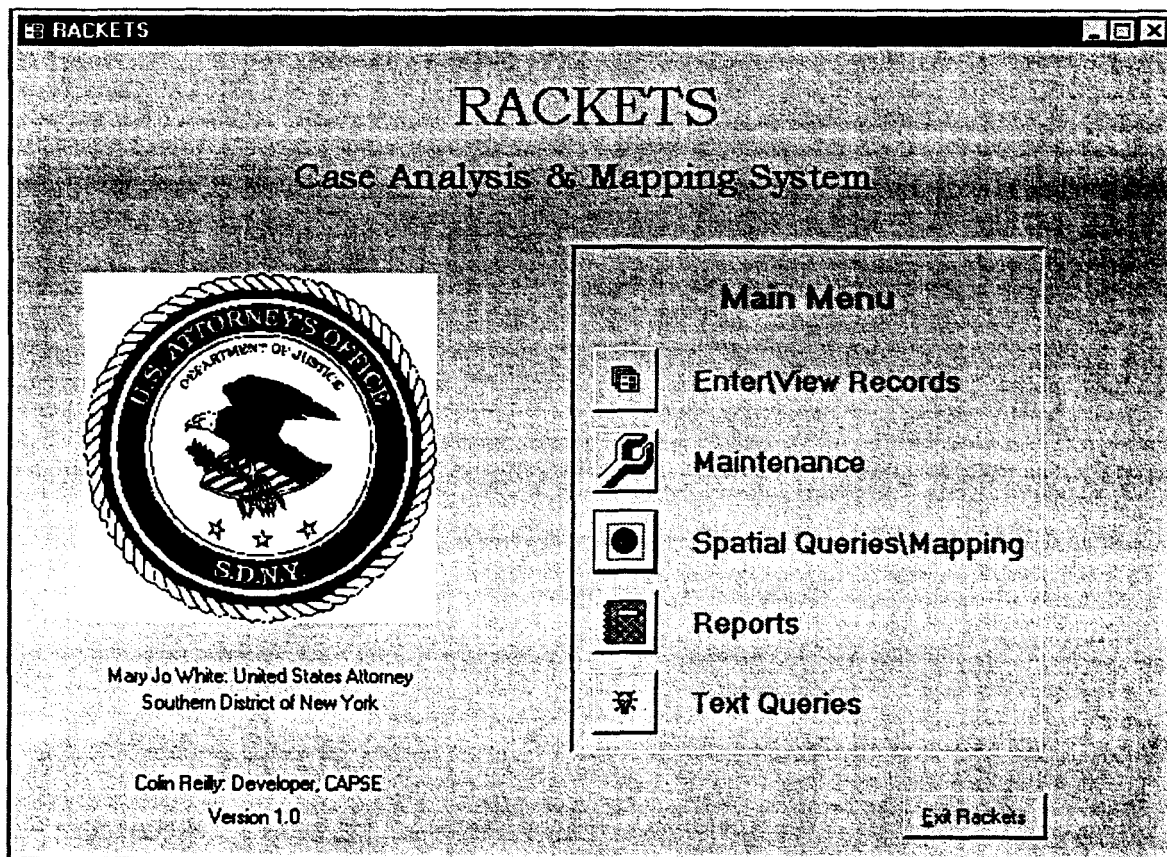 RACKETS
RACKETS
Case Analysis & Mapping System
U.S. ATTORNEY'S OFFICE
DEPARTMENT OF JUSTICE
S.D.N.Y.
Mary Jo White: United States Attorney
Southern District of New York
Colin Reilly: Developer, CAPSE
Version 1.0
Main Menu
Enter\View Records
Maintenance
Spatial Queries\Mapping
Reports
Text Queries
Exit Rackets